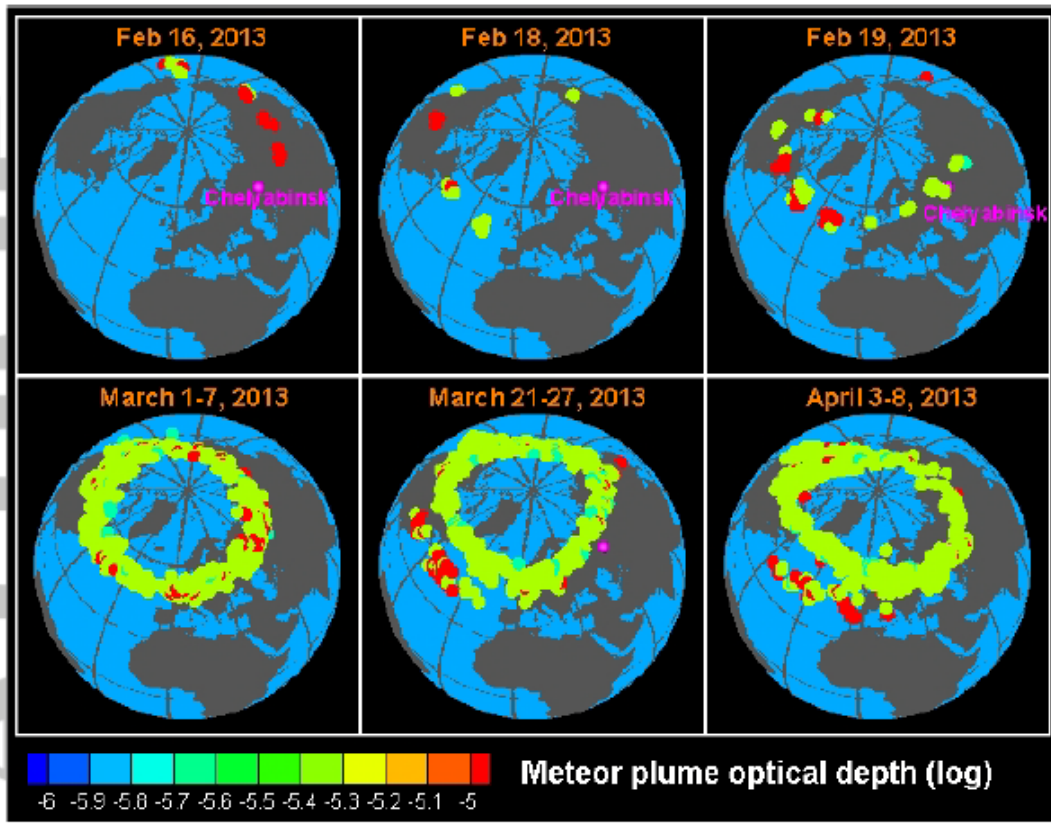 Feb 16, 2013
Feb 18, 2013
Feb 19, 2013
Chelyabinsk
Chelyabinsk
Chelyabinsk
March 1-7, 2013
March 21-27, 2013
April 3-8, 2013
-6 -5.9 -5.8 -5.7 -5.6 -5.5 -5.4 -5.3 -5.2 -5.1 -5
Meteor plume optical depth (log)